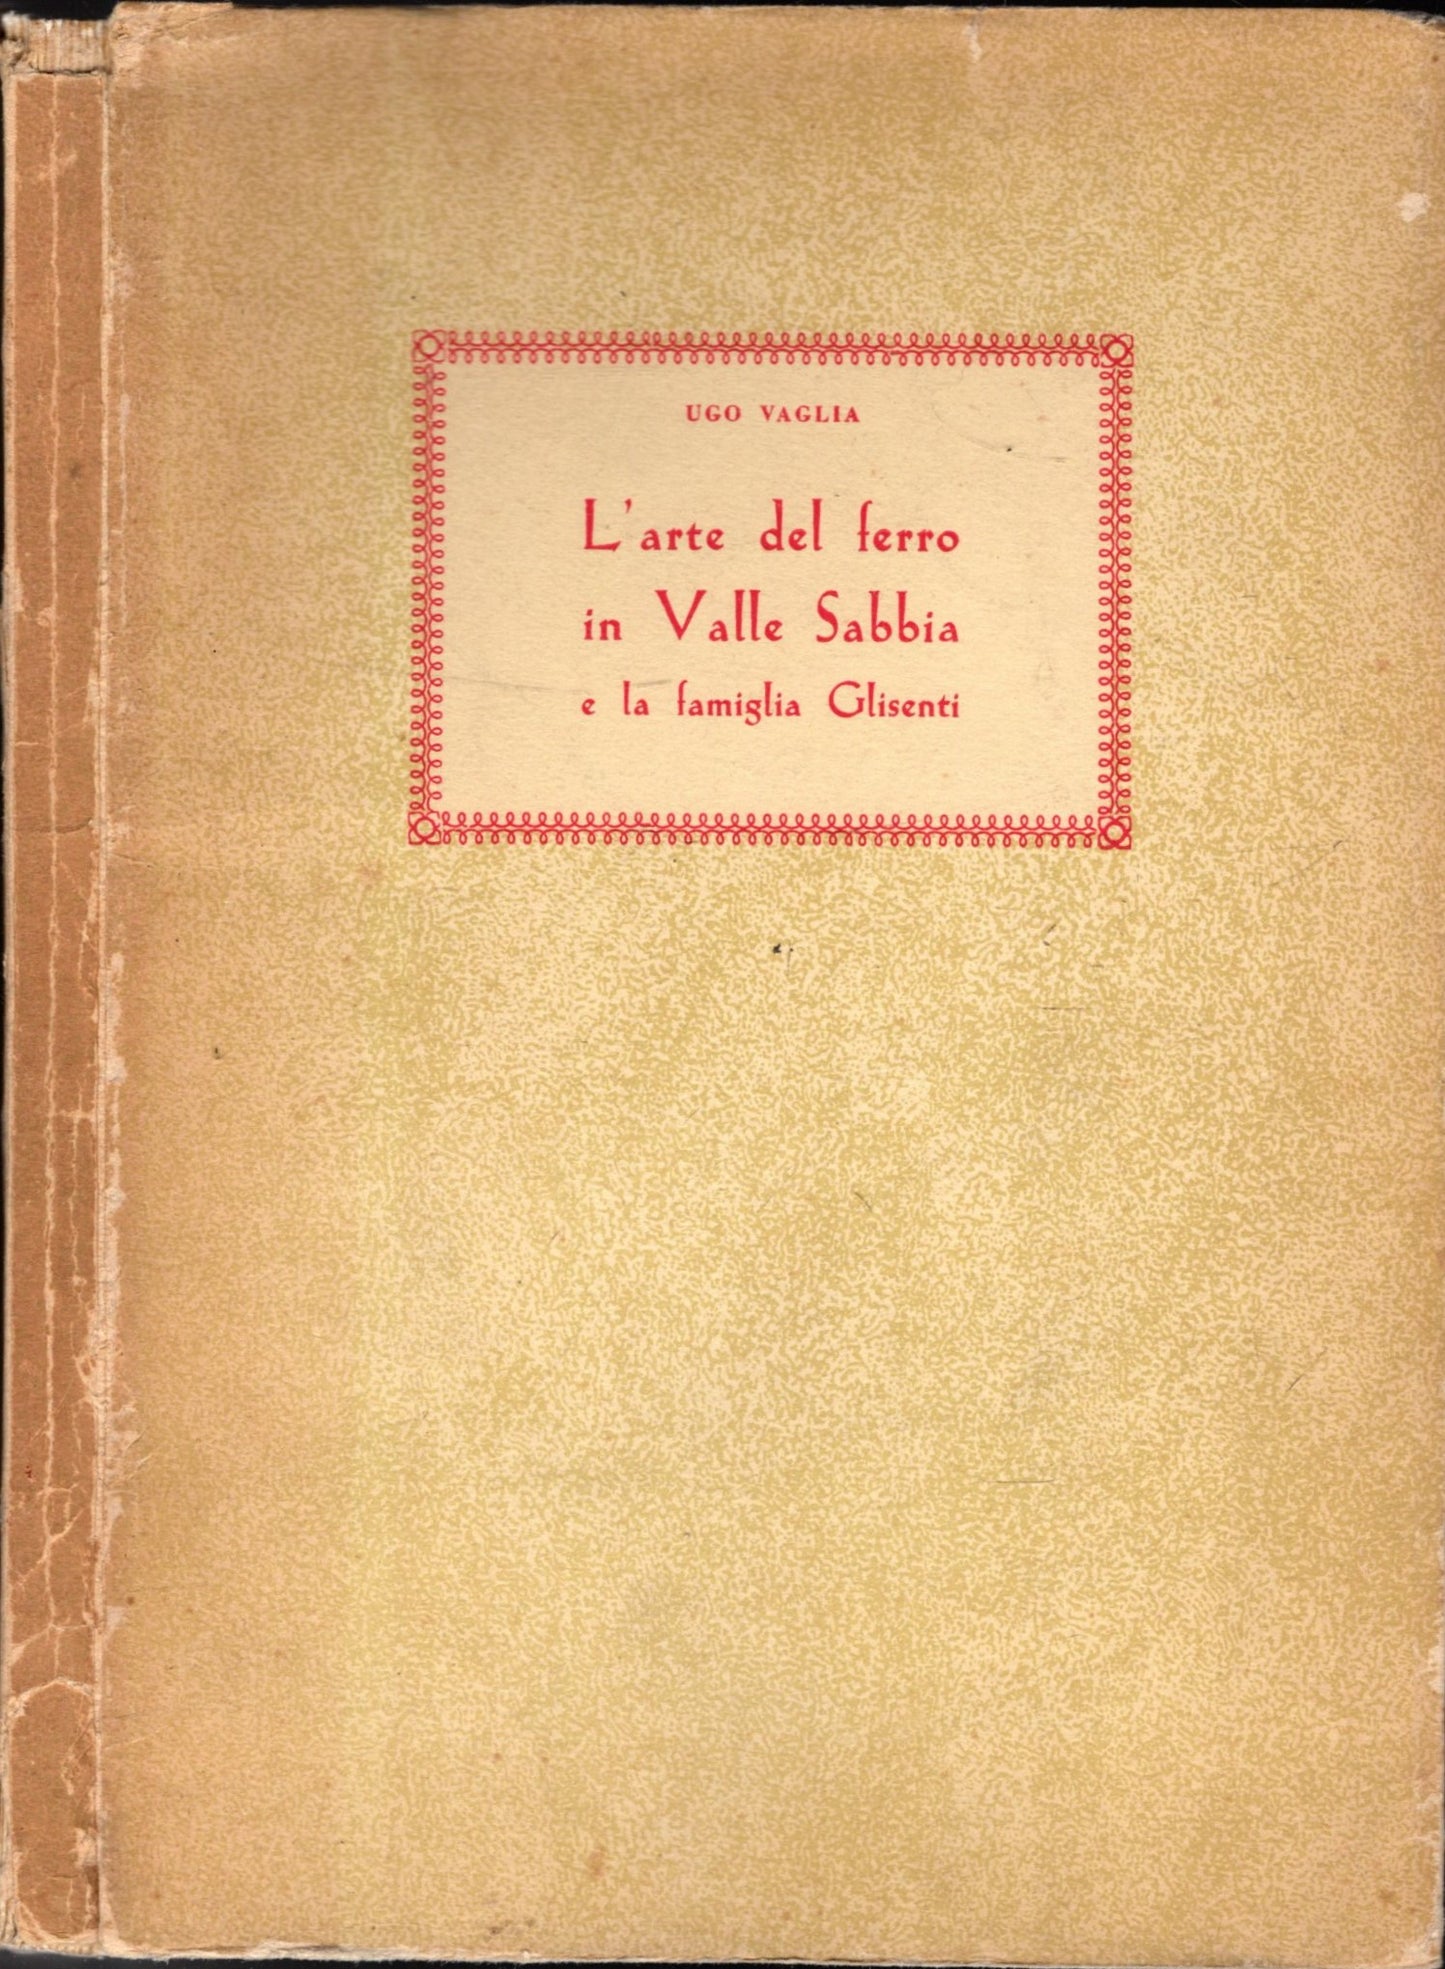 UGO VAGLIA
L'arte del ferro
in Valle Sabbia
e la famiglia Glisenti